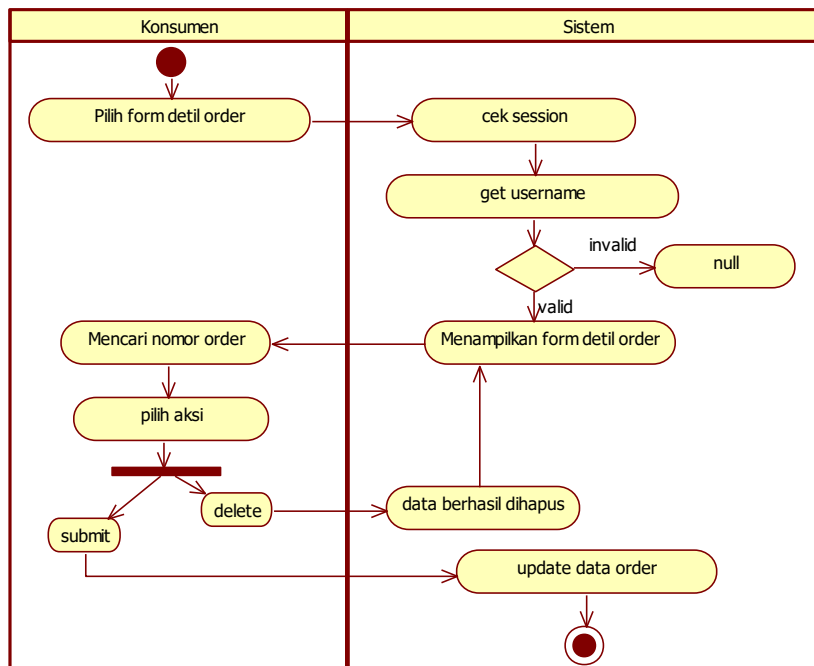 Konsumen
Sistem
Pilih form detil order
cek session
get username
invalid
null
valid
Mencari nomor order
Menampilkan form detil order
pilih aksi
delete
data berhasil dihapus
submit
update data order